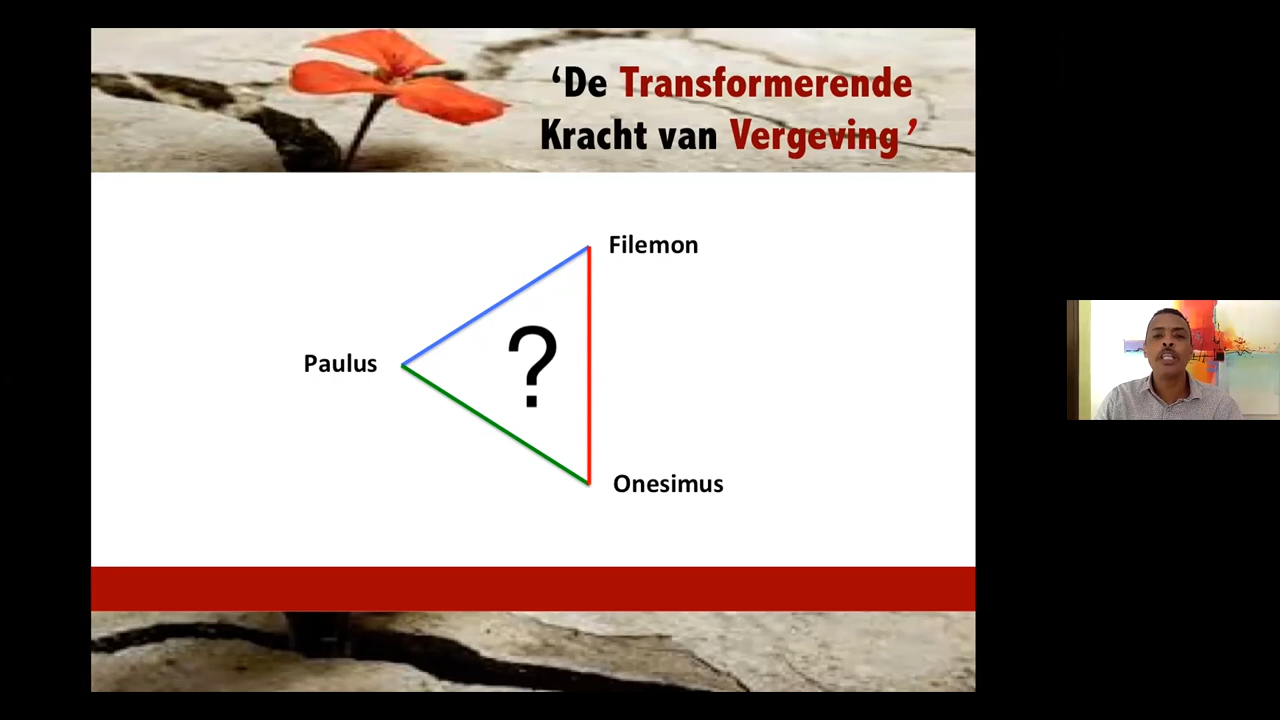 ‘De Transformerende
Kracht van Vergeving’
Filemon
?
Paulus
Onesimus